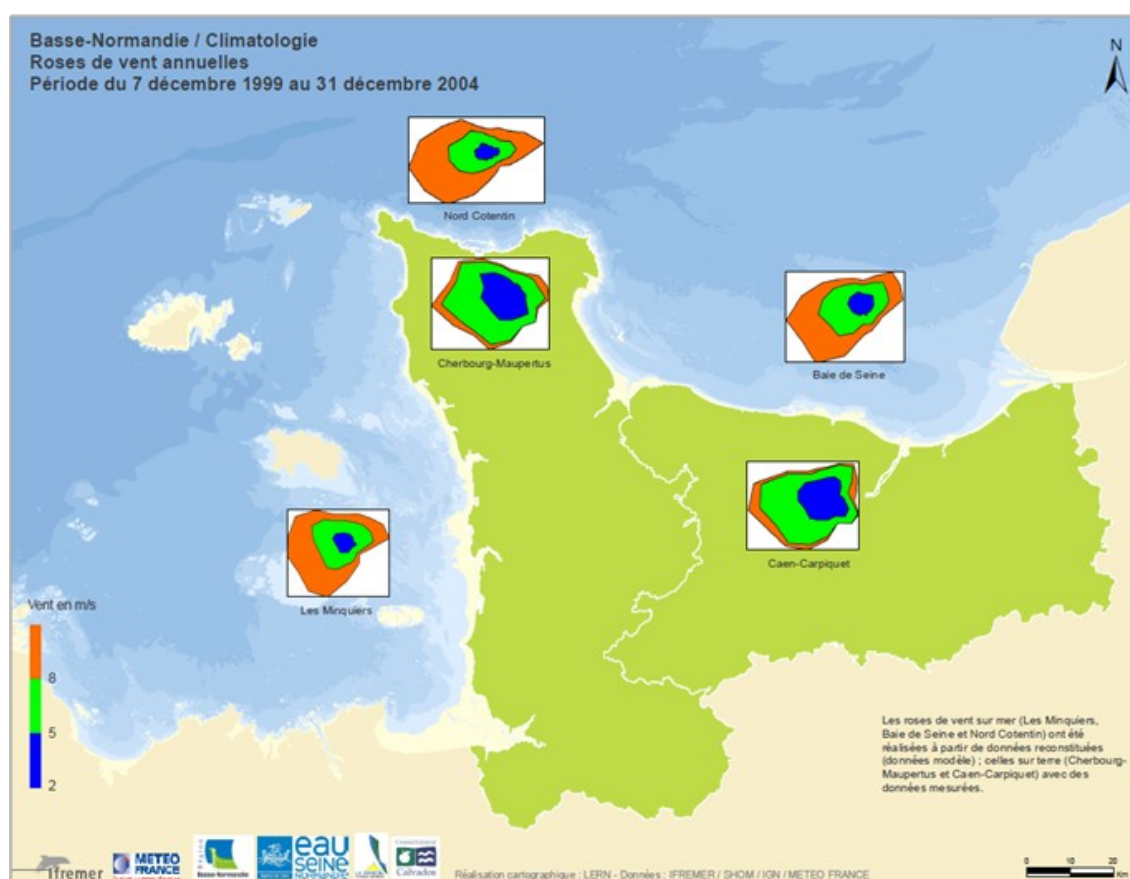 Basse-Normandie / Climatologie
Roses de vent annuelles
Période du 7 décembre 1999 au 31 décembre 2004
N
Nord Cotentin
Cherbourg-Maupertus
Baie de Seine
Caen-Carpiquet
Les Minquiers
Vent en m/s
8
5
2
Les roses de vent sur mer (Les Minquiers,
Baie de Seine et Nord Cotentin) ont été
réalisées à partir de données reconstituées
(données modèle) ; celles sur terre (Cherbourg-
Maupertus et Caen-Carpiquet) avec des
données mesurées.
ifremer
METEO
FRANCE
Basse-Normandie
eau
SEINE
NORMANDIE
Calvados
Réalisation cartographique : LERN - Données : IFREMER / SHOM / IGN / METEO FRANCE
0 10 20
Km